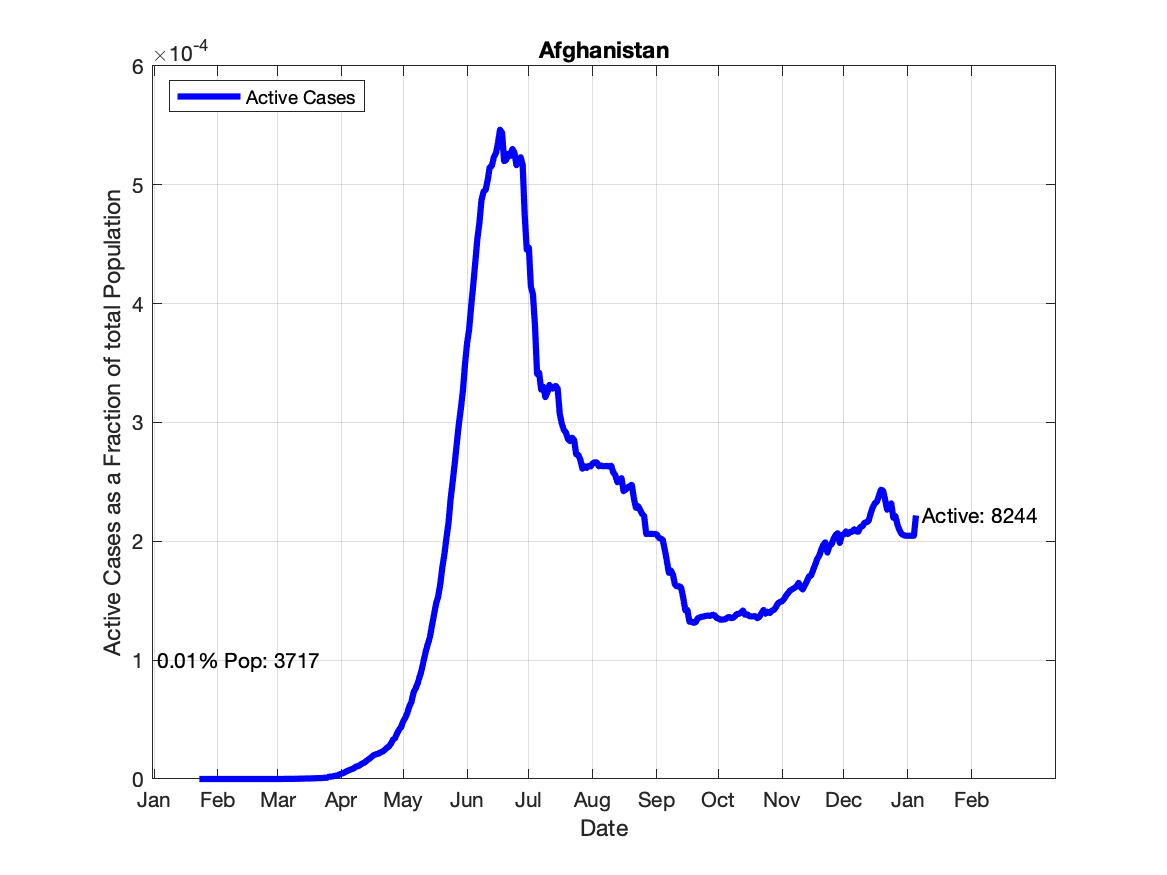 Afghanistan
×10-4
Active Cases
6
5
4
3
2
1
0
Active Cases as a Fraction of total Population
0.01% Pop: 3717
Active: 8244
Jan Feb Mar Apr May Jun Jul Aug Sep Oct Nov Dec Jan Feb
Date